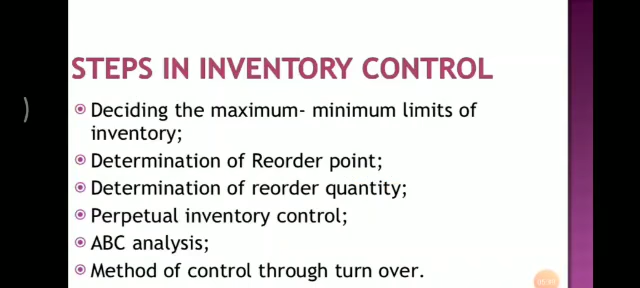 STEPS IN INVENTORY CONTROL
Deciding the maximum- minimum limits of
inventory;
Determination of Reorder point;
Determination of reorder quantity;
Perpetual inventory control;
ABC analysis;
Method of control through turn over.